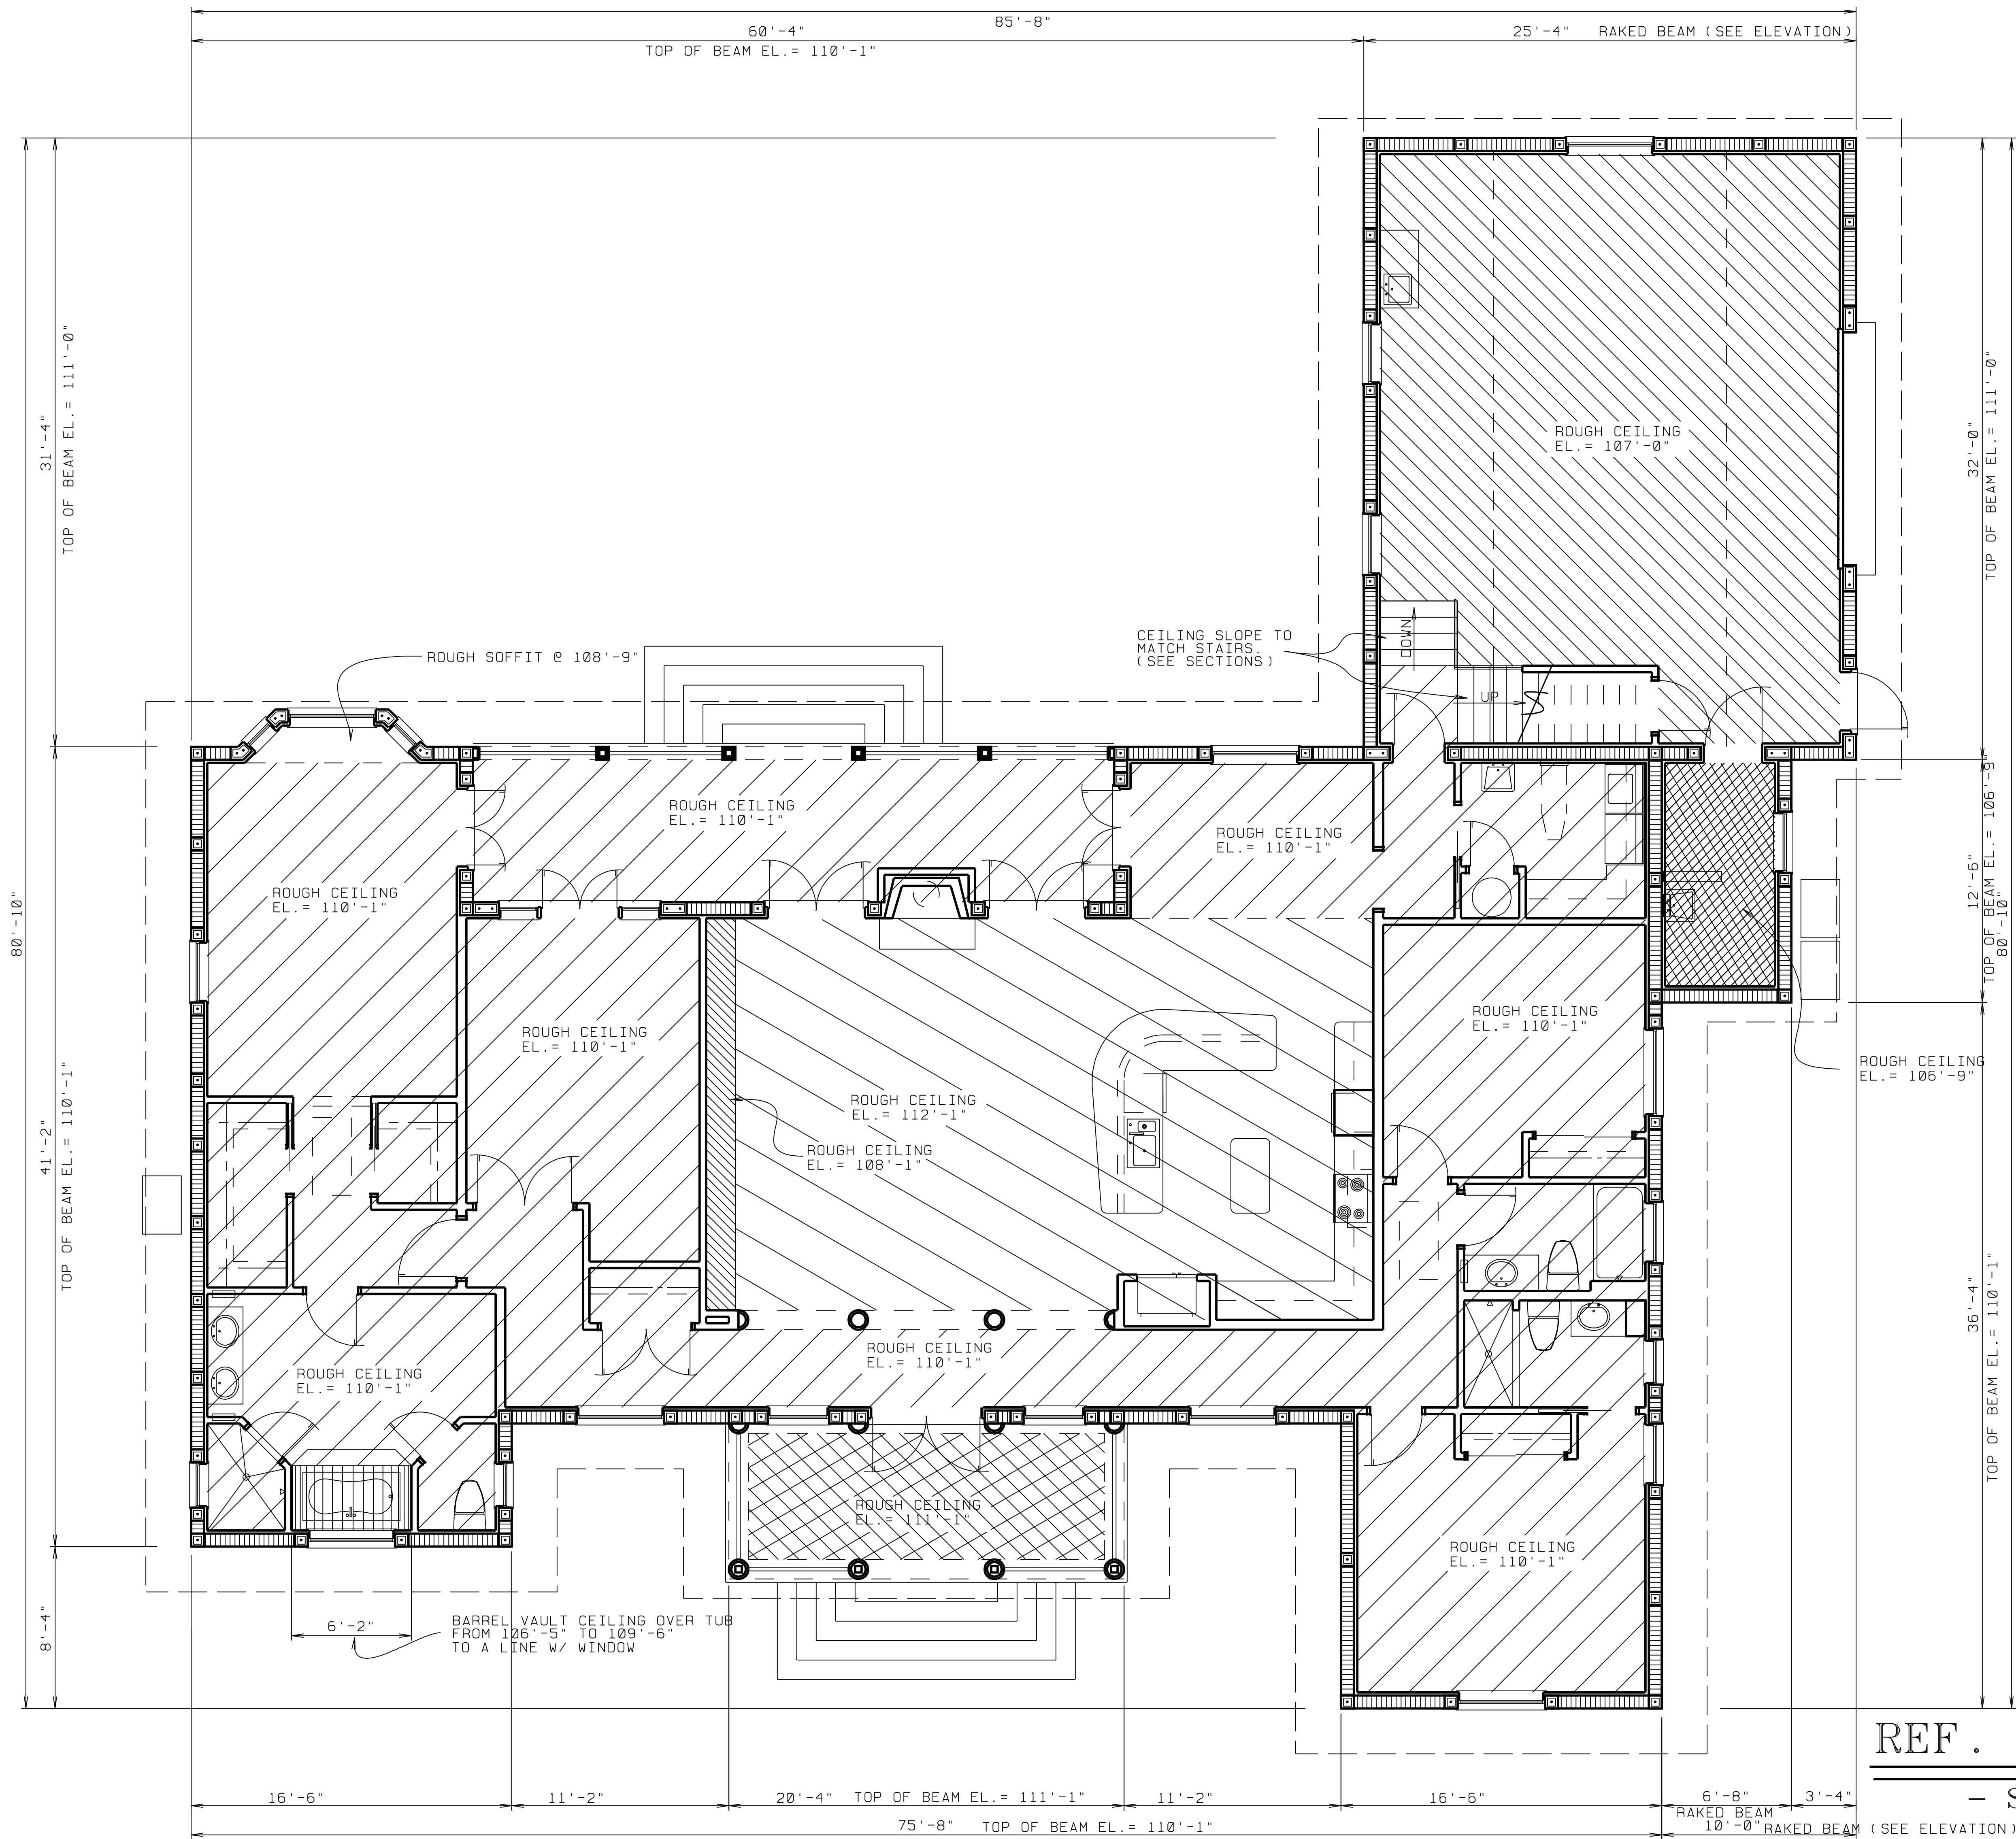 85'-8"
60'-4"
25'-4" RAKED BEAM (SEE ELEVATION)
TOP OF BEAM EL.= 110'-1"
31'-4"
TOP OF BEAM EL.= 111'-0"
80'-10"
41'-2"
TOP OF BEAM EL.= 110'-1"
8'-4"
32'-0"
TOP OF BEAM EL.= 111'-0"
12'-6"
TOP OF BEAM EL.= 106'-9"
80'-10"
36'-4"
TOP OF BEAM EL.= 110'-1"
ROUGH CEILING
EL.= 107'-0"
CEILING SLOPE TO
MATCH STAIRS.
(SEE SECTIONS)
DOWN
UP
ROUGH SOFFIT @ 108'-9"
ROUGH CEILING
EL.= 110'-1"
ROUGH CEILING
EL.= 110'-1"
ROUGH CEILING
EL.= 110'-1"
ROUGH CEILING
EL.= 110'-1"
ROUGH CEILING
EL.= 110'-1"
ROUGH CEILING
EL.= 106'-9"
ROUGH CEILING
EL.= 112'-1"
ROUGH CEILING
EL.= 108'-1"
ROUGH CEILING
EL.= 110'-1"
ROUGH CEILING
EL.= 110'-1"
ROUGH CEILING
EL.= 111'-1"
ROUGH CEILING
EL.= 110'-1"
6'-2"
BARREL VAULT CEILING OVER TUB
FROM 106'-5" TO 109'-6"
TO A LINE W/ WINDOW
REF.
- S
16'-6"
11'-2"
20'-4" TOP OF BEAM EL.= 111'-1"
11'-2"
16'-6"
6'-8"
3'-4"
RAKED BEAM
75'-8" TOP OF BEAM EL.= 110'-1"
10'-0" RAKED BEAM (SEE ELEVATION)